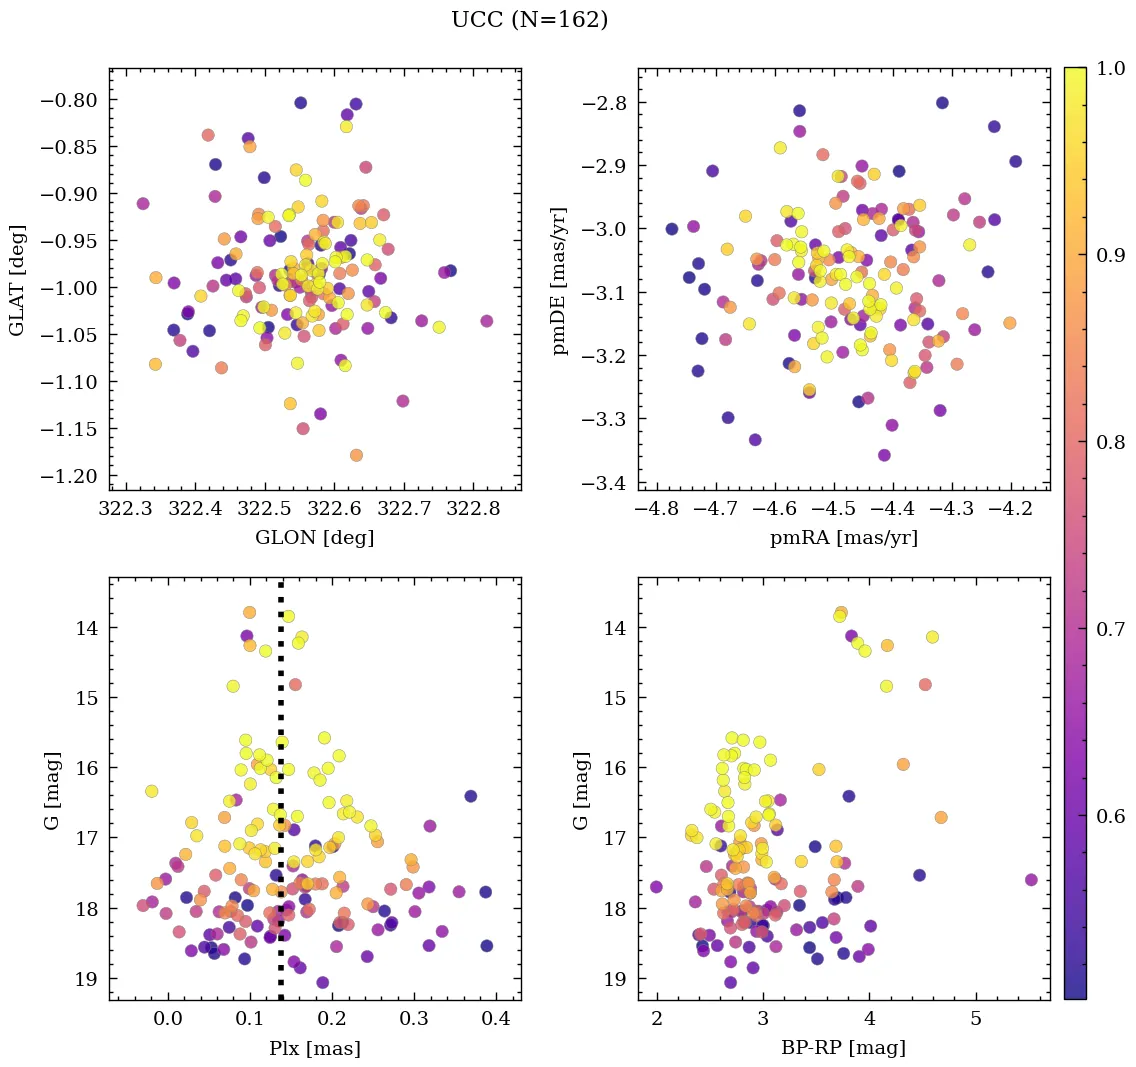 UCC (N=162)
−0.80
−0.85
−0.90
−0.95
−1.00
−1.05
−1.10
−1.15
−1.20
GLAT [deg]
322.3 322.4 322.5 322.6 322.7 322.8
GLON [deg]
−2.8
−2.9
−3.0
−3.1
−3.2
−3.3
−3.4
pmDE [mas/yr]
−4.8 −4.7 −4.6 −4.5 −4.4 −4.3 −4.2
pmRA [mas/yr]
1.0
0.9
0.8
0.7
0.6
14
15
16
17
18
19
G [mag]
0.0 0.1 0.2 0.3 0.4
Plx [mas]
14
15
16
17
18
19
G [mag]
2 3 4 5
BP-RP [mag]